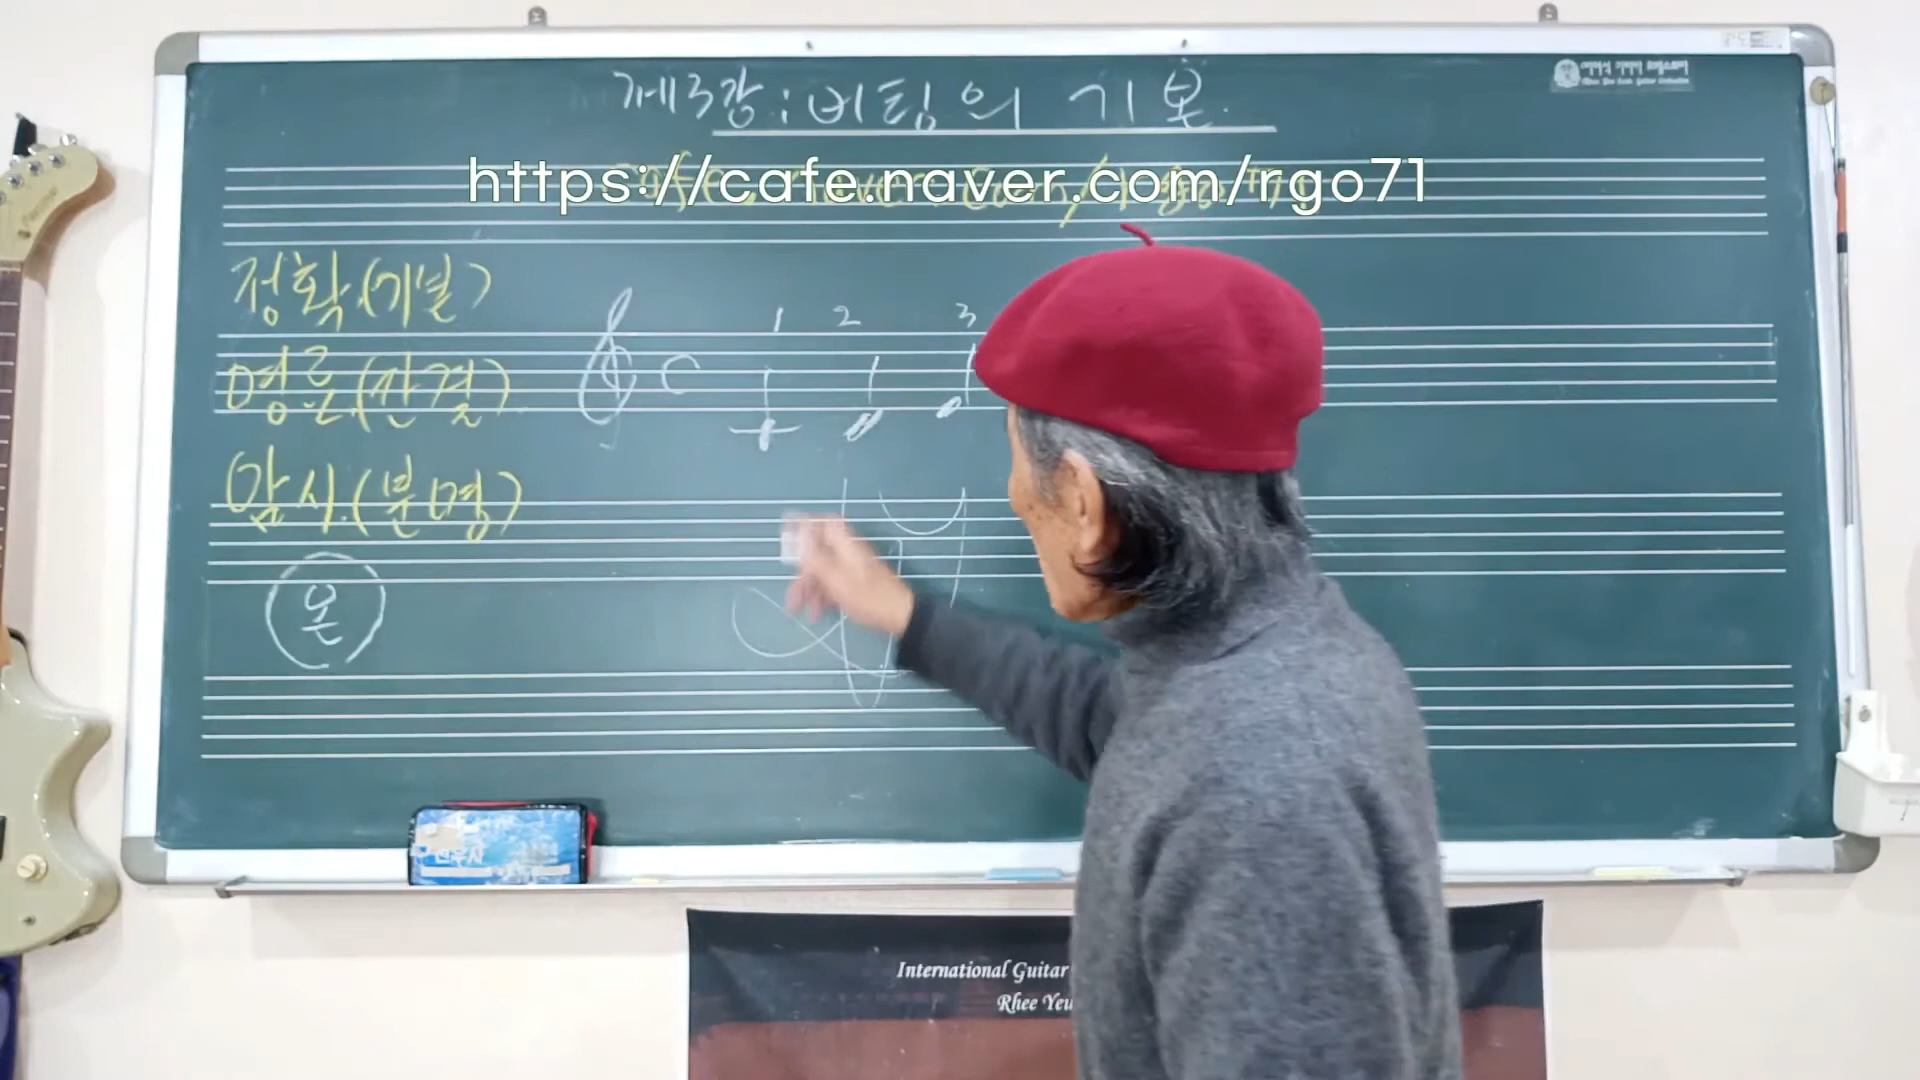 제3강:비팅의 기본
https://cafe.naver.com/rgo71
정확.(개별)
1 2 3
C
명료.(간결)
암시.(분명)
온
International Guitar
Rhee Yeu